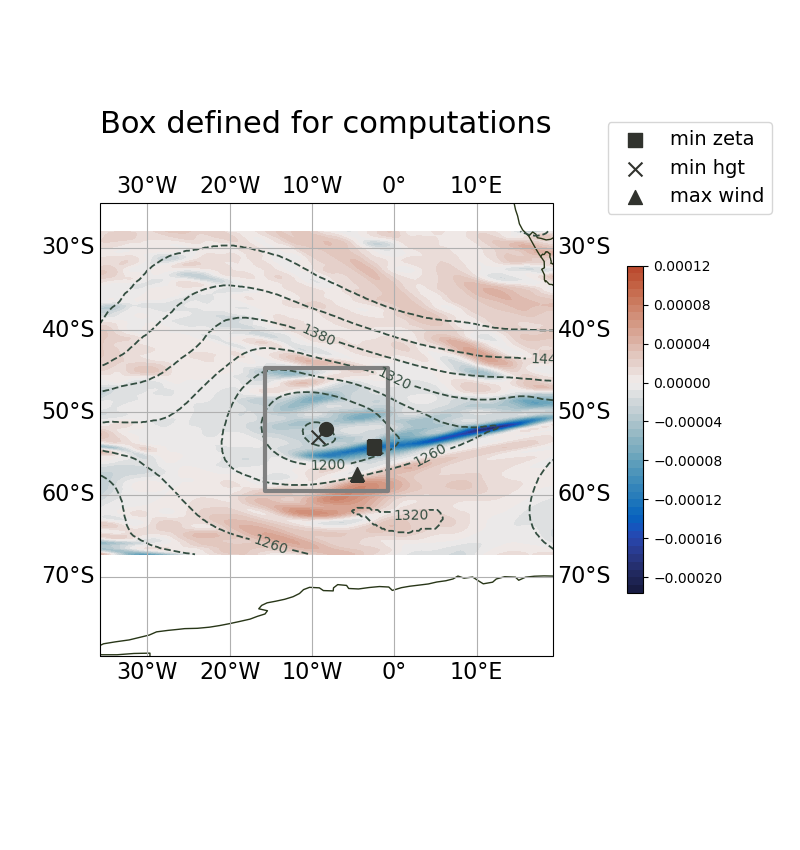 Box defined for computations
min zeta
min hgt
max wind
30°W 20°W 10°W 0° 10°E
30°S 30°S
40°S 40°S
50°S 50°S
60°S 60°S
70°S 70°S
1380
1320
144
1200
1260
1320
1260
30°W 20°W 10°W 0° 10°E
0.00012
0.00008
0.00004
0.00000
−0.00004
−0.00008
−0.00012
−0.00016
−0.00020